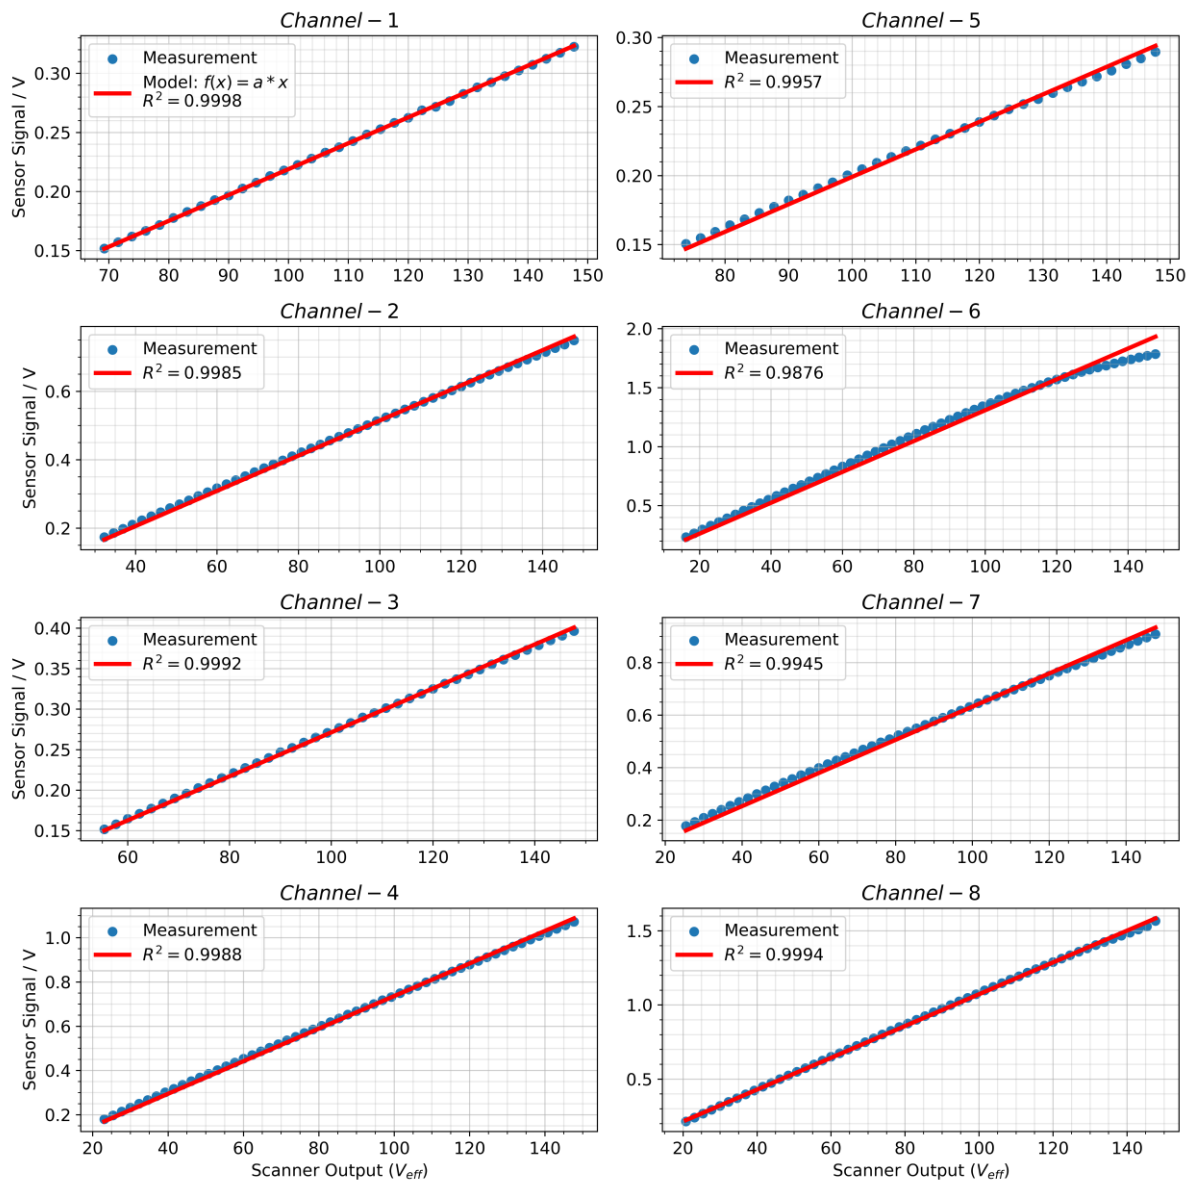 Channel − 1
Sensor Signal / V
0.30
0.25
0.20
0.15
Measurement
Model: f(x) = a * x
R² = 0.9998
70 80 90 100 110 120 130 140 150
Channel − 5
0.30
0.25
0.20
0.15
Measurement
R² = 0.9957
80 90 100 110 120 130 140 150
Channel − 2
Sensor Signal / V
0.6
0.4
0.2
Measurement
R² = 0.9985
40 60 80 100 120 140
Channel − 6
2.0
1.5
1.0
0.5
Measurement
R² = 0.9876
20 40 60 80 100 120 140
Channel − 3
Sensor Signal / V
0.40
0.35
0.30
0.25
0.20
0.15
Measurement
R² = 0.9992
60 80 100 120 140
Channel − 7
0.8
0.6
0.4
0.2
Measurement
R² = 0.9945
20 40 60 80 100 120 140
Channel − 4
Sensor Signal / V
1.0
0.8
0.6
0.4
0.2
Measurement
R² = 0.9988
20 40 60 80 100 120 140
Scanner Output (V_eff)
Channel − 8
1.5
1.0
0.5
Measurement
R² = 0.9994
20 40 60 80 100 120 140
Scanner Output (V_eff)